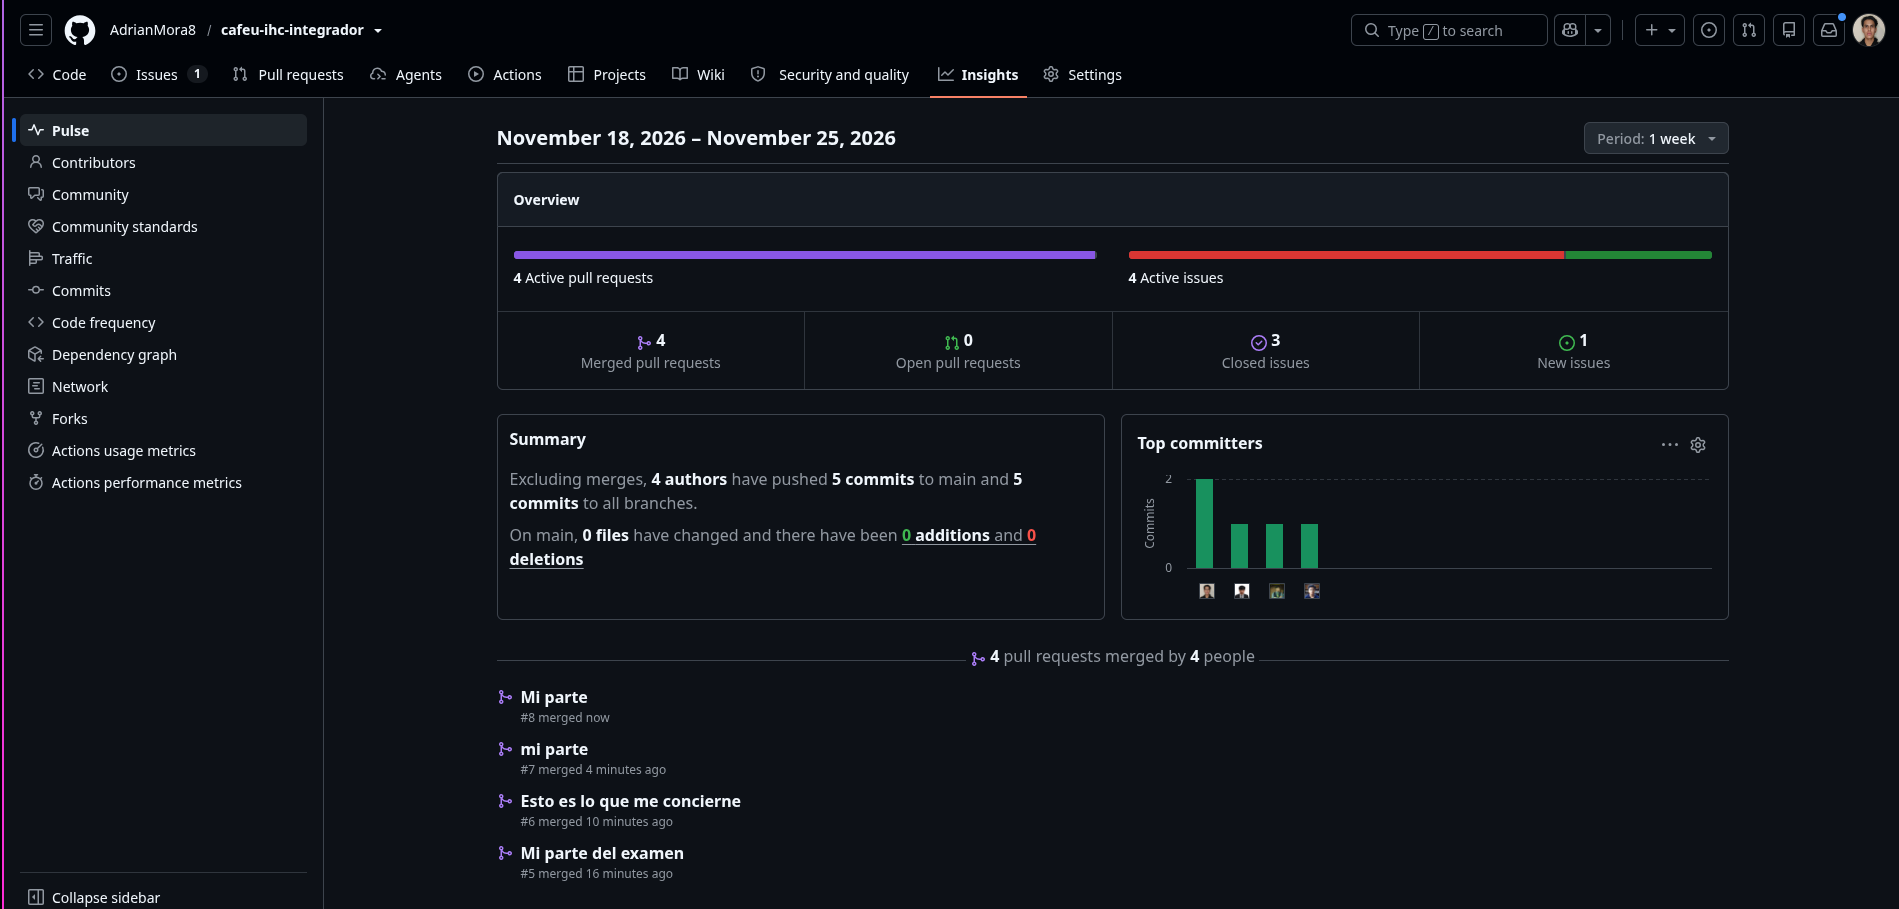 AdrianMora8 / cafeu-ihc-integrador
Type / to search
Code
Issues 1
Pull requests
Agents
Actions
Projects
Wiki
Security and quality
Insights
Settings
Pulse
Contributors
Community
Community standards
Traffic
Commits
Code frequency
Dependency graph
Network
Forks
Actions usage metrics
Actions performance metrics
Collapse sidebar
November 18, 2026 – November 25, 2026
Period: 1 week
Overview
4 Active pull requests
4 Active issues
4
Merged pull requests
0
Open pull requests
3
Closed issues
1
New issues
Summary
Excluding merges, 4 authors have pushed 5 commits to main and 5
commits to all branches.
On main, 0 files have changed and there have been 0 additions and 0
deletions
Top committers
2
Commits
0
4 pull requests merged by 4 people
Mi parte
#8 merged now
mi parte
#7 merged 4 minutes ago
Esto es lo que me concierne
#6 merged 10 minutes ago
Mi parte del examen
#5 merged 16 minutes ago